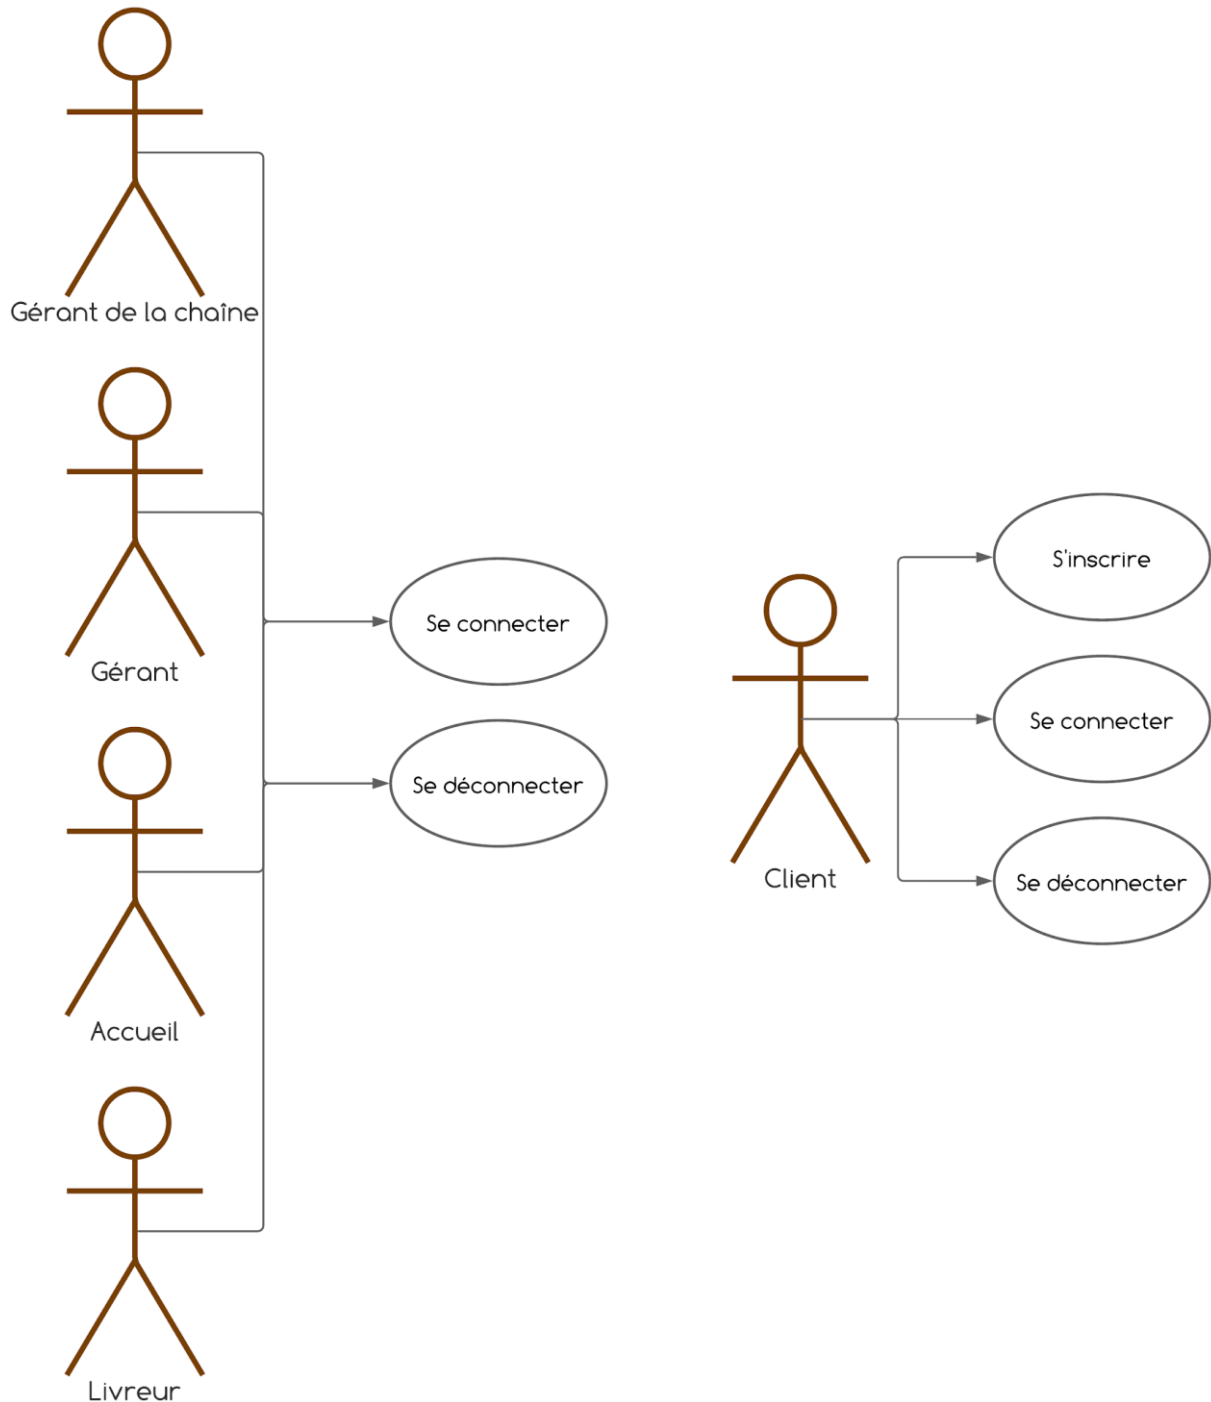 Gérant de la chaîne
Gérant
Se connecter
Se déconnecter
Accueil
Livreur
S'inscrire
Se connecter
Client
Se déconnecter